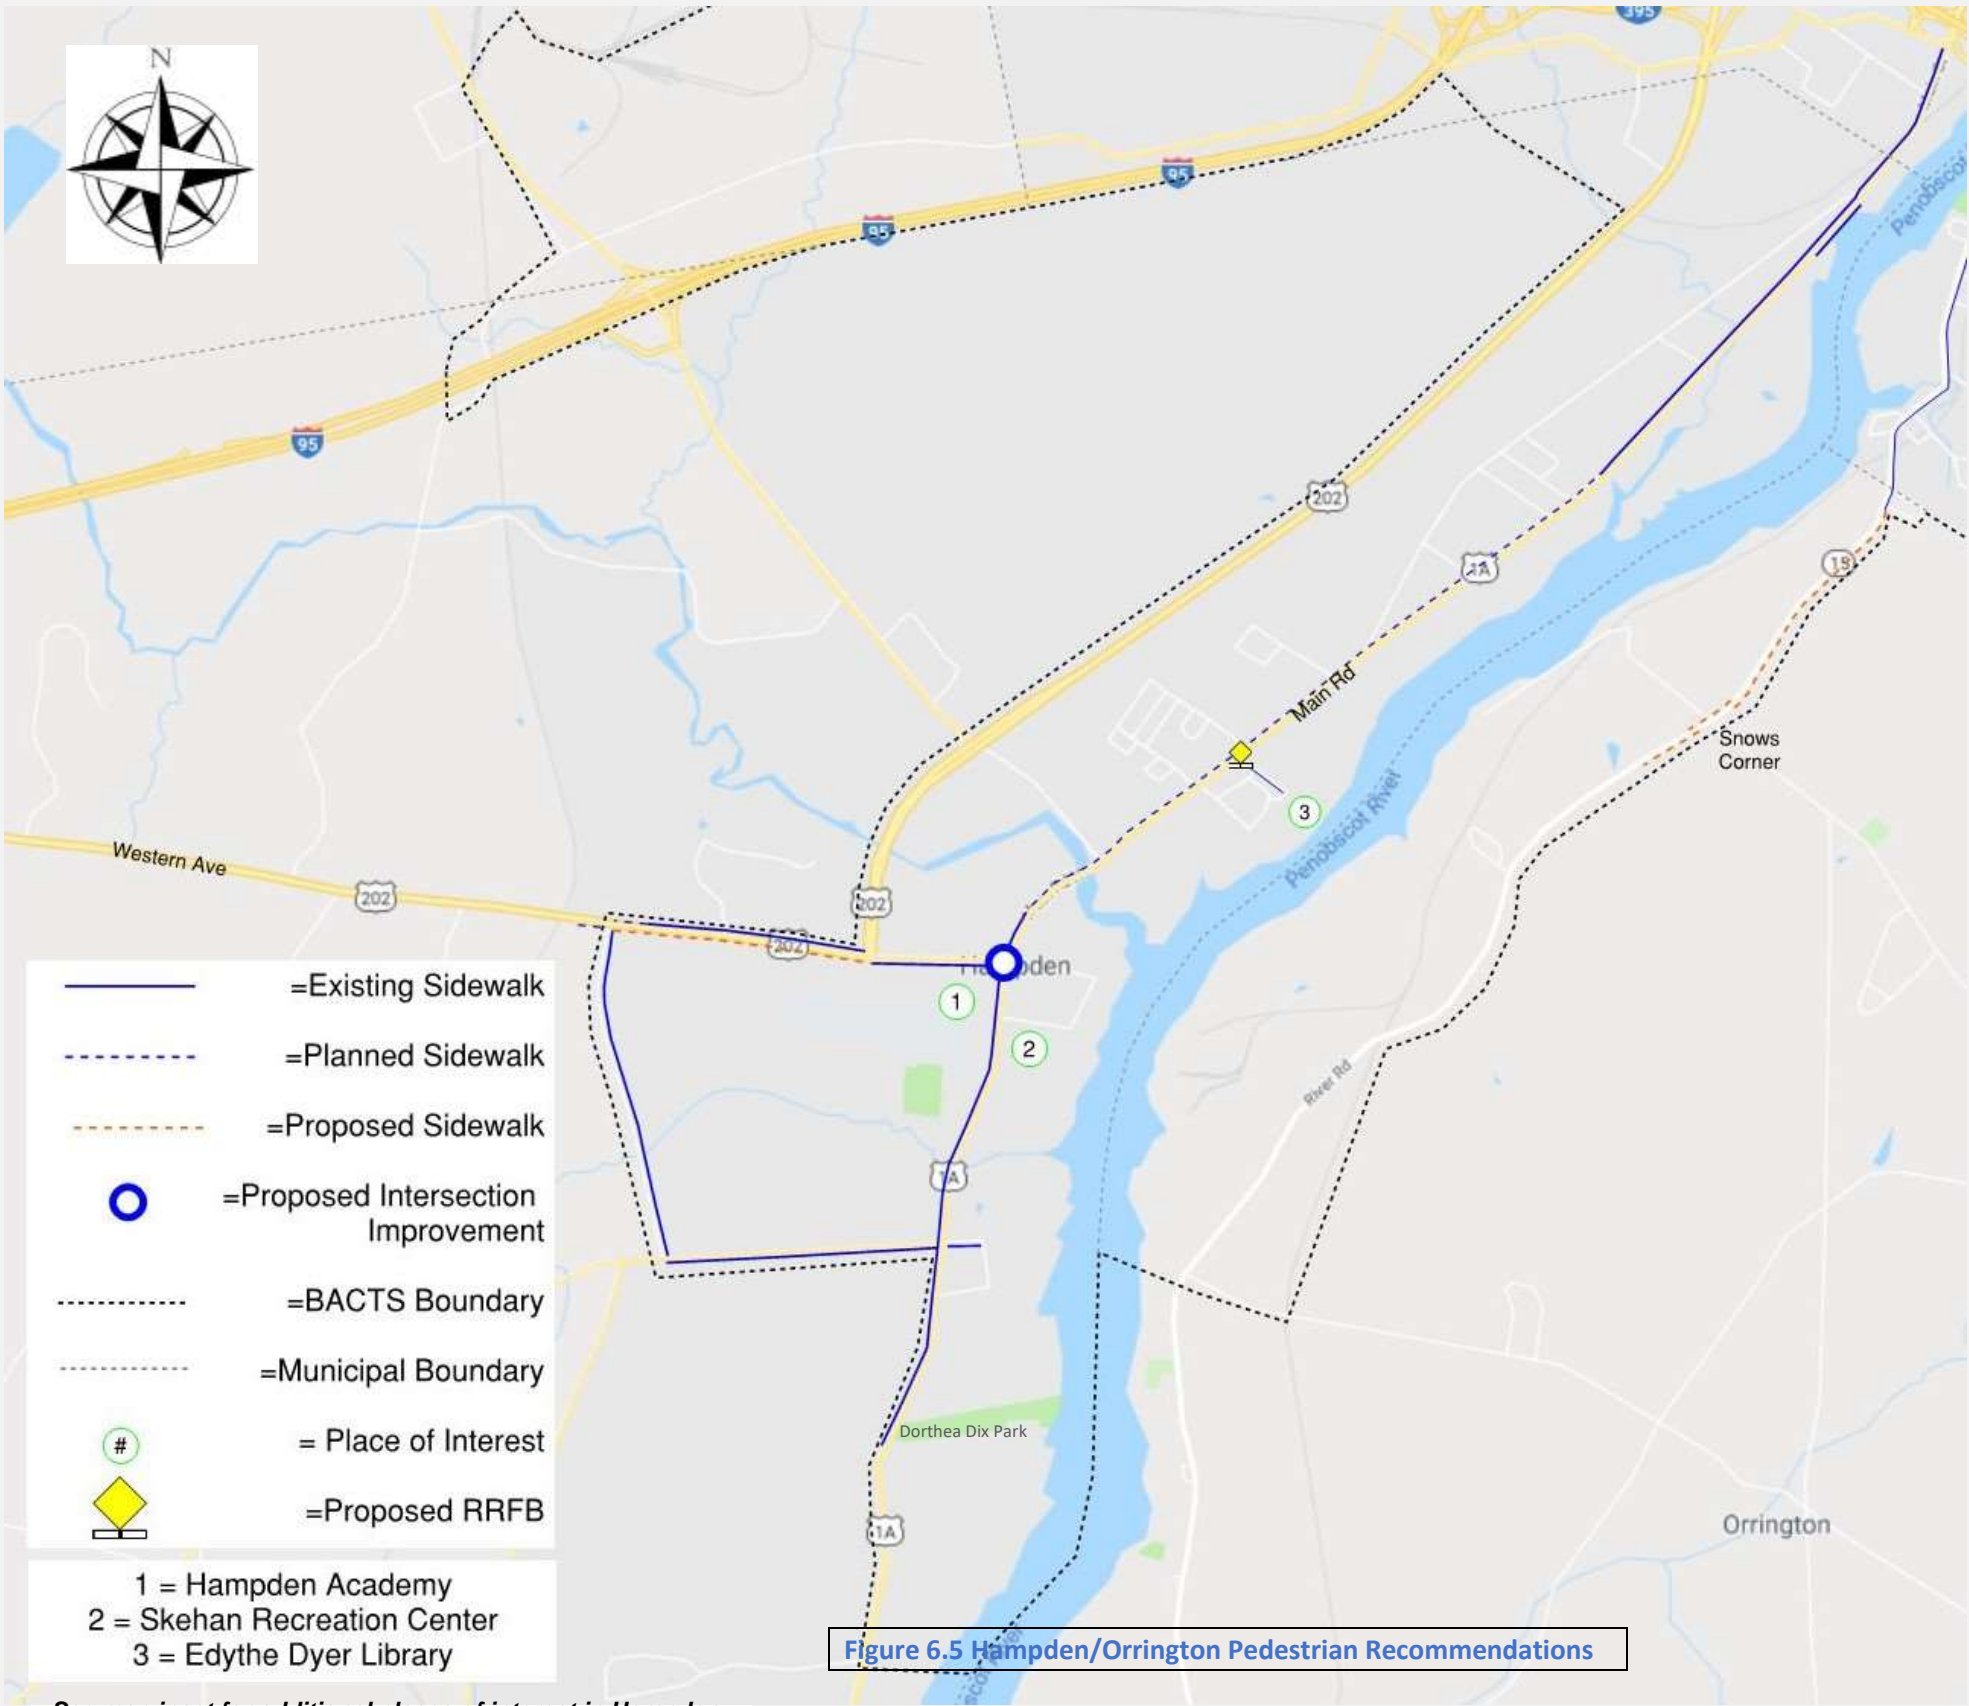 N
395
95
95
95
Penobscot
202
1A
15
Main Rd
Snows
Corner
3
Penobscot River
Western Ave
202
202
202
Hampden
1
2
River Rd
1A
=Existing Sidewalk
=Planned Sidewalk
=Proposed Sidewalk
=Proposed Intersection
Improvement
=BACTS Boundary
=Municipal Boundary
# = Place of Interest
=Proposed RRFB
Dorthea Dix Park
1A
Orrington
1 = Hampden Academy
2 = Skehan Recreation Center
3 = Edythe Dyer Library
Figure 6.5 Hampden/Orrington Pedestrian Recommendations